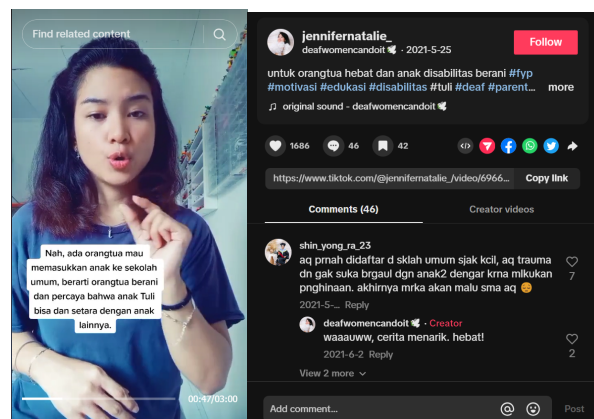 Find related content
Nah, ada orangtua mau
memasukkan anak ke sekolah
umum, berarti orangtua berani
dan percaya bahwa anak Tuli
bisa dan setara dengan anak
lainnya.
00:47/03:00
jennifernatalie_
deafwomencandoit🕊 · 2021-5-25
Follow
untuk orangtua hebat dan anak disabilitas berani #fyp
#motivasi #edukasi #disabilitas #tuli #deaf #parent... more
♫ original sound - deafwomencandoit🕊
1686 46 42
https://www.tiktok.com/@jennifernatalie_/video/6966... Copy link
Comments (46) Creator videos
shin_yong_ra_23
aq prnah didaftar d sklah umum sjak kcil, aq trauma
dn gak suka brgaul dgn anak2 dengar krna mlkukan
pnghinaan. akhirnya mrka akan malu sma aq 😔
7
2021-5-... Reply
deafwomencandoit🕊 · Creator
waaauww, cerita menarik. hebat!
2
2021-6-2 Reply
View 2 more
Add comment... @ Post